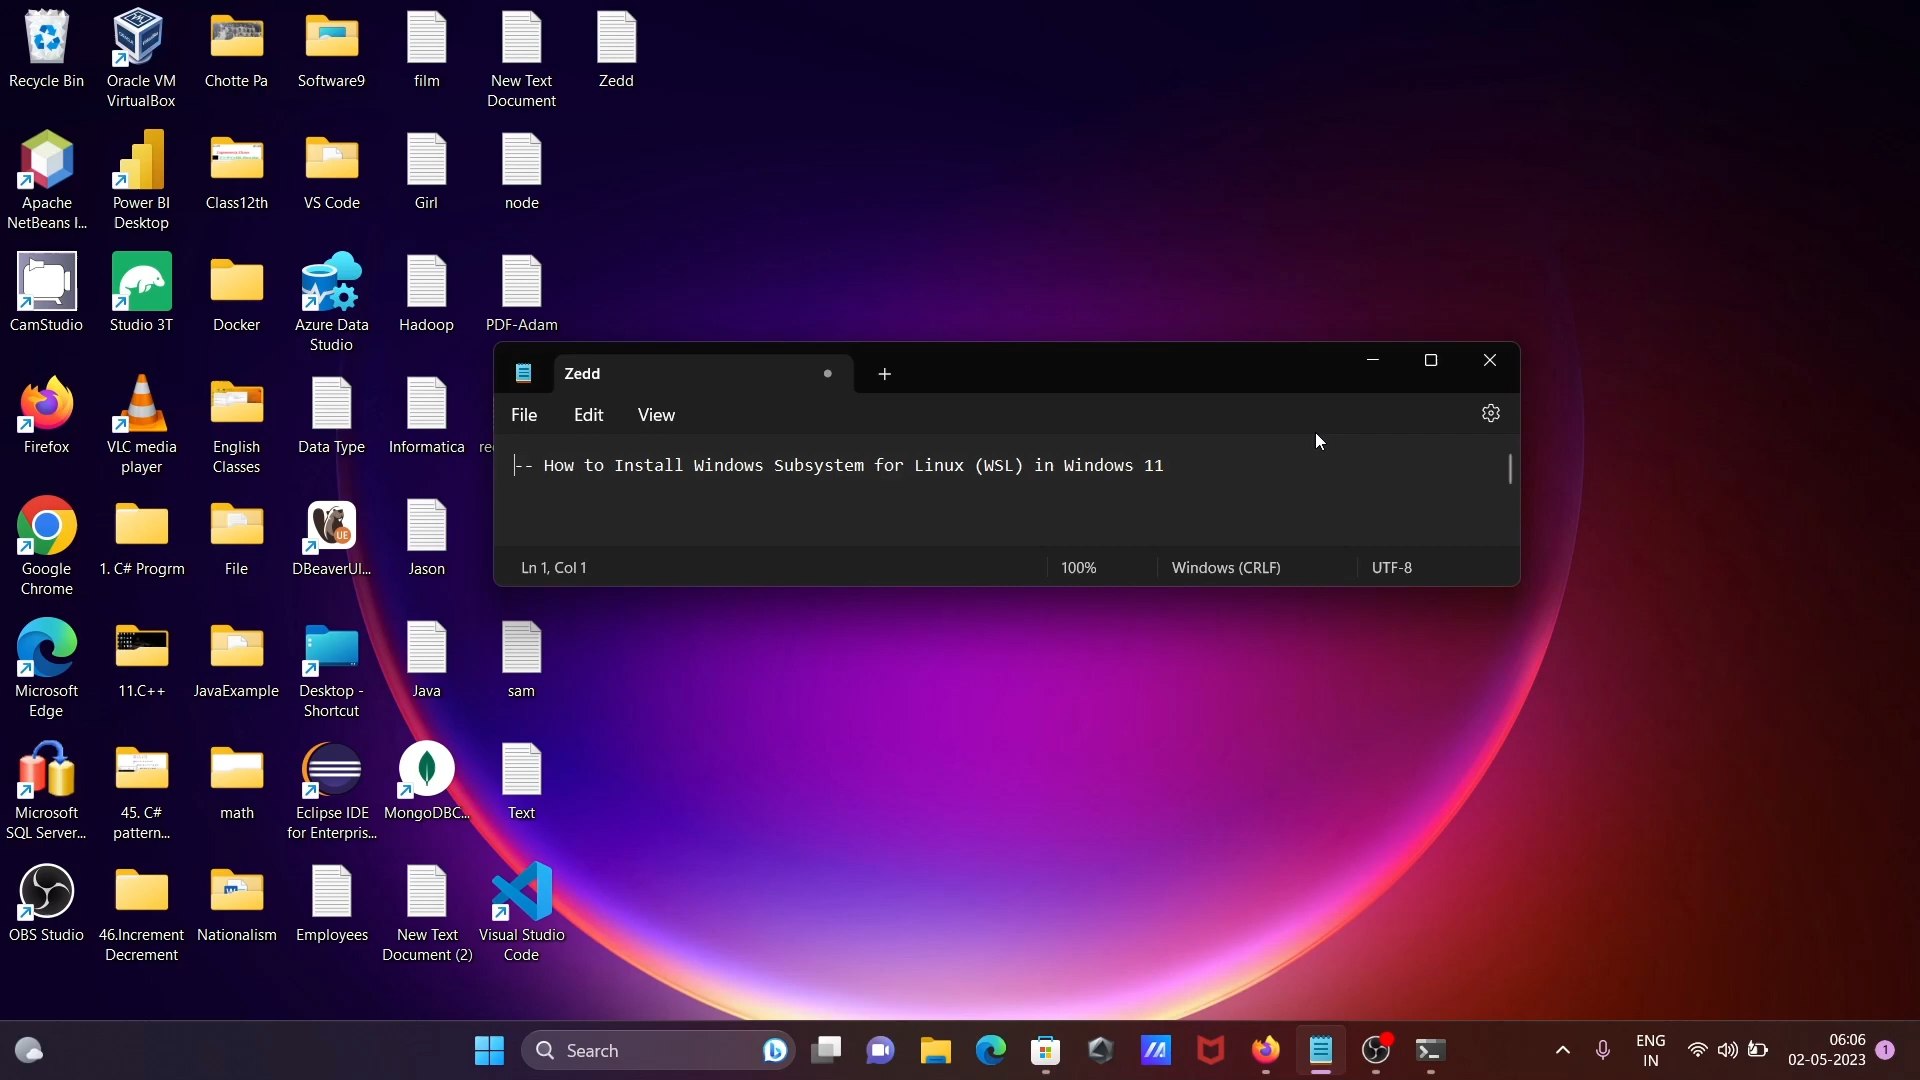 Recycle Bin
Oracle VM
VirtualBox
Chotte Pa
Software9
film
New Text
Document
Zedd
Apache
NetBeans I...
Power BI
Desktop
Class12th
VS Code
Girl
node
CamStudio
Studio 3T
Docker
Azure Data
Studio
Hadoop
PDF-Adam
Firefox
VLC media
player
English
Classes
Data Type
Informatica
Google
Chrome
1. C# Progrm
File
DBeaverUl...
Jason
Microsoft
Edge
11.C++
JavaExample
Desktop -
Shortcut
Java
sam
Microsoft
SQL Server...
45. C#
pattern...
math
Eclipse IDE
for Enterpris...
MongoDBC...
Text
OBS Studio
46.Increment
Decrement
Nationalism
Employees
New Text
Document (2)
Visual Studio
Code
Zedd
File Edit View
-- How to Install Windows Subsystem for Linux (WSL) in Windows 11
Ln 1, Col 1 100% Windows (CRLF) UTF-8
Search
ENG
IN
06:06
02-05-2023
1